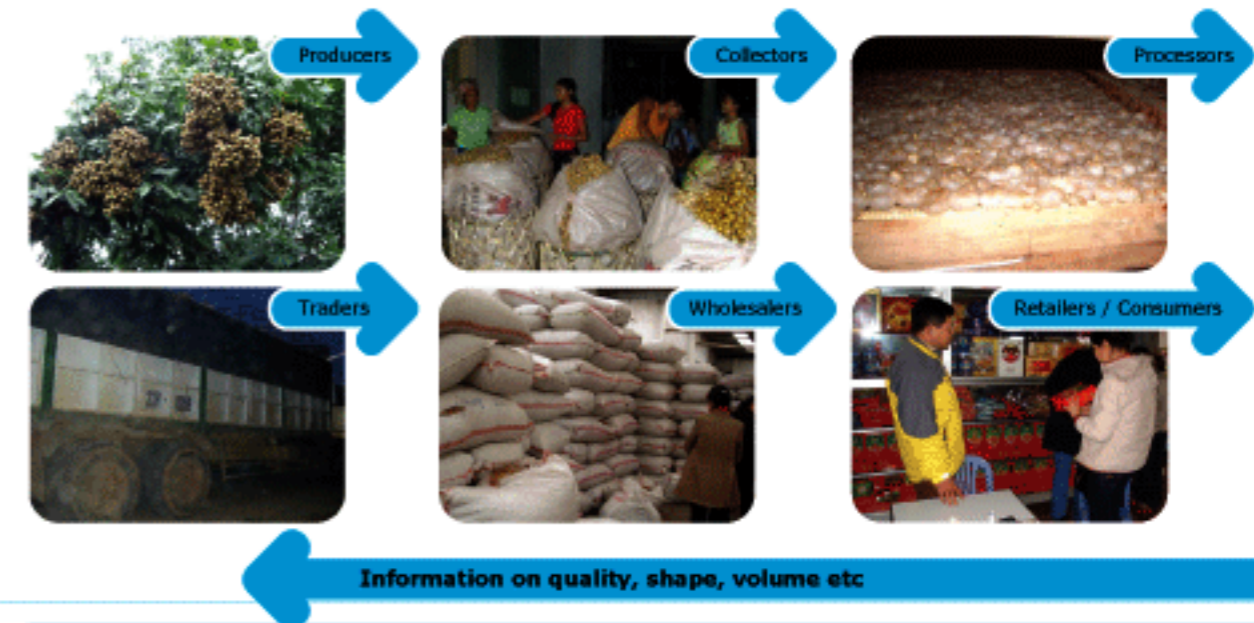 Producers
Collectors
Processors
Traders
Wholesalers
Retailers / Consumers
Information on quality, shape, volume etc